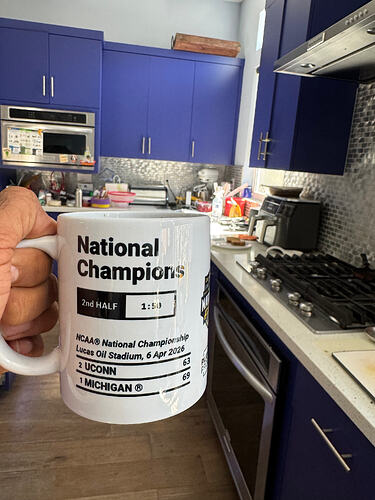 National
Champions
2nd HALF 1:50
NCAA® National Championship
Lucas Oil Stadium, 6 Apr 2026
2 UCONN 63
1 MICHIGAN ® 69